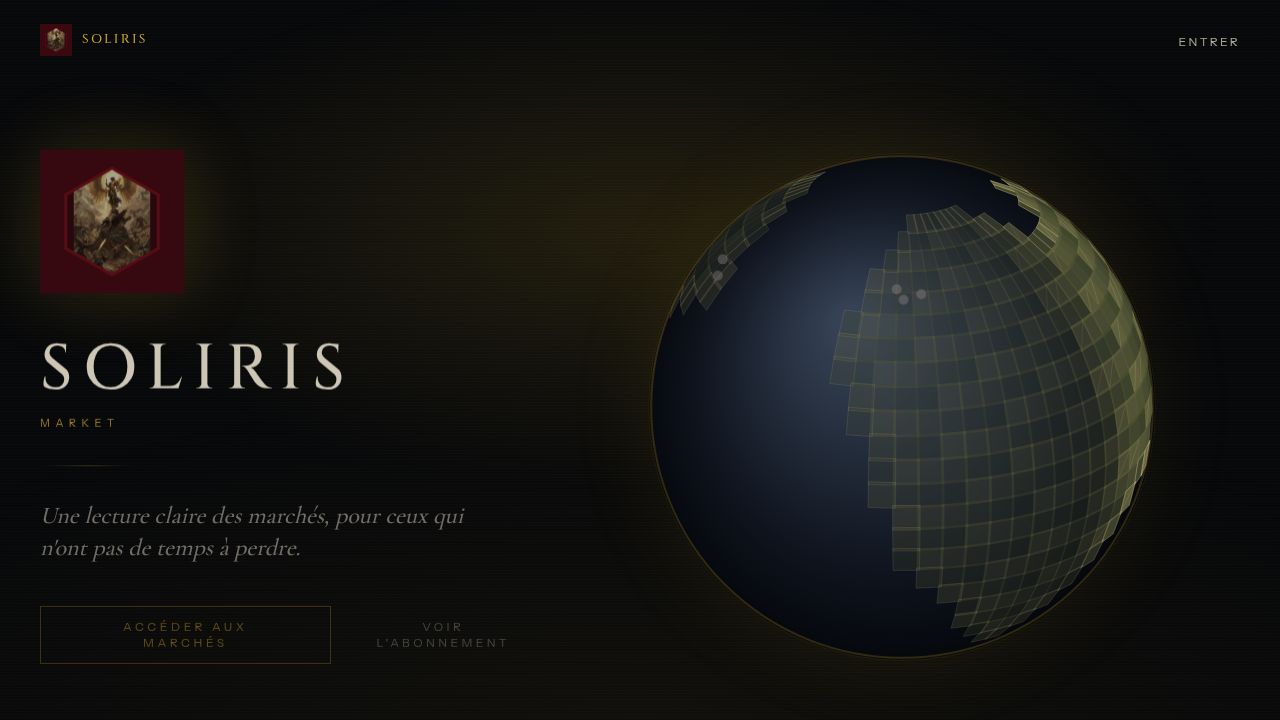 SOLIRIS
ENTRER
SOLIRIS
MARKET
Une lecture claire des marchés, pour ceux qui
n'ont pas de temps à perdre.
ACCÉDER AUX
MARCHÉS
VOIR
L'ABONNEMENT